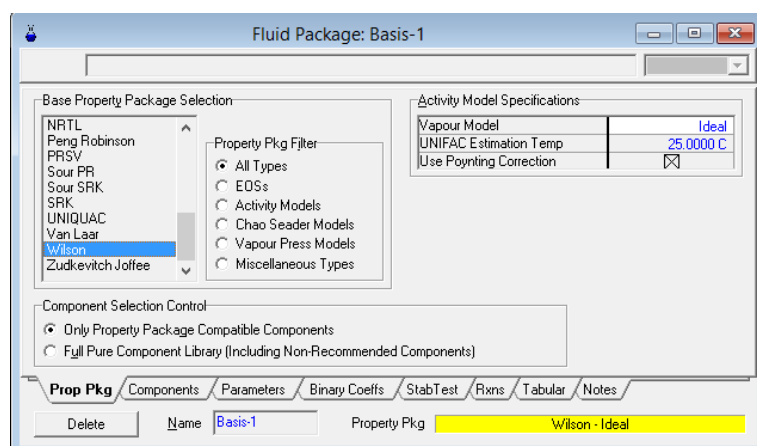 Fluid Package: Basis-1
Base Property Package Selection
NRTL
Peng Robinson
PRSV
Sour PR
Sour SRK
SRK
UNIQUAC
Van Laar
Wilson
Zudkevitch Joffee
Property Pkg Filter
All Types
EOSs
Activity Models
Chao Seader Models
Vapour Press Models
Miscellaneous Types
Activity Model Specifications
Vapour Model Ideal
UNIFAC Estimation Temp 25.0000 C
Use Poynting Correction
Component Selection Control
Only Property Package Compatible Components
Full Pure Component Library (Including Non-Recommended Components)
Prop Pkg Components Parameters Binary Coeffs StabTest Rxns Tabular Notes
Delete Name Basis-1 Property Pkg Wilson - Ideal